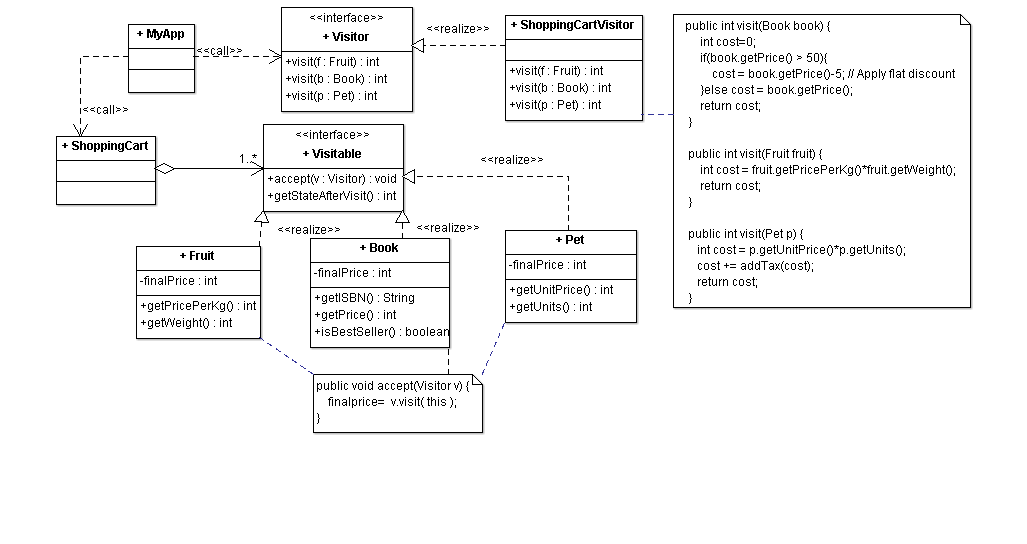 + MyApp
<<call>>
<<call>>
+ ShoppingCart
<<interface>>
+ Visitor
+visit(f : Fruit) : int
+visit(b : Book) : int
+visit(p : Pet) : int
<<realize>>
+ ShoppingCartVisitor
+visit(f : Fruit) : int
+visit(b : Book) : int
+visit(p : Pet) : int
public int visit(Book book) {
int cost=0;
if(book.getPrice() > 50){
cost = book.getPrice()-5; // Apply flat discount
}else cost = book.getPrice();
return cost;
}
public int visit(Fruit fruit) {
int cost = fruit.getPricePerKg()*fruit.getWeight();
return cost;
}
public int visit(Pet p) {
int cost = p.getUnitPrice()*p.getUnits();
cost += addTax(cost);
return cost;
}
1..*
<<interface>>
+ Visitable
+accept(v : Visitor) : void
+getStateAfterVisit() : int
<<realize>>
<<realize>>
<<realize>>
+ Fruit
-finalPrice : int
+getPricePerKg() : int
+getWeight() : int
+ Book
-finalPrice : int
+getISBN() : String
+getPrice() : int
+isBestSeller() : boolean
+ Pet
-finalPrice : int
+getUnitPrice() : int
+getUnits() : int
public void accept(Visitor v) {
finalprice= v.visit( this );
}